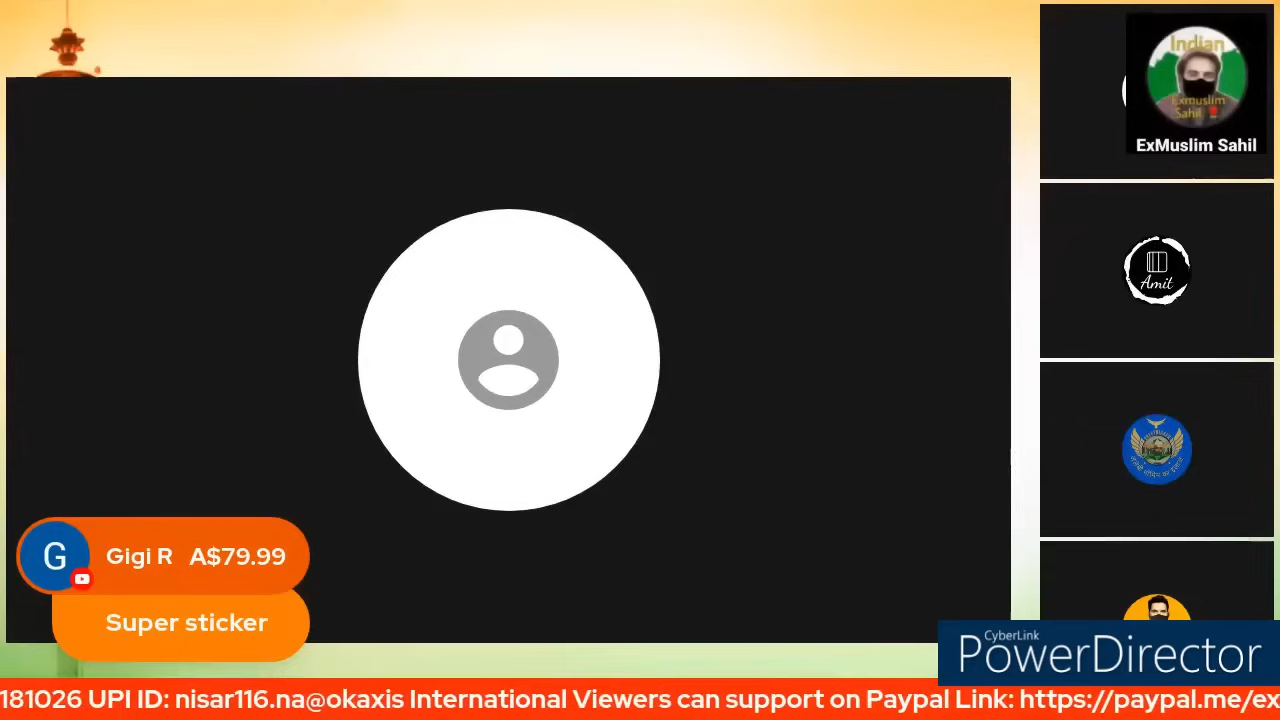 Indian
Exmuslim
Sahil
ExMuslim Sahil
Amit
G
Gigi R A$79.99
Super sticker
CyberLink
PowerDirector
181026 UPI ID: nisar116.na@okaxis International Viewers can support on Paypal Link: https://paypal.me/ex